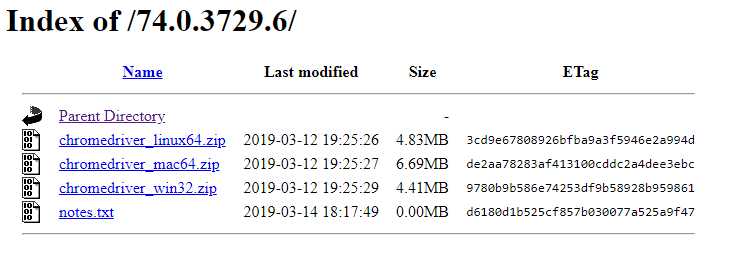 Index of /74.0.3729.6/
Name Last modified Size ETag
Parent Directory -
chromedriver_linux64.zip 2019-03-12 19:25:26 4.83MB 3cd9e67808926bfba9a3f5946e2a994d
chromedriver_mac64.zip 2019-03-12 19:25:27 6.69MB de2aa78283af413100cddc2a4dee3ebc
chromedriver_win32.zip 2019-03-12 19:25:29 4.41MB 9780b9b586e74253df9b58928b959861
notes.txt 2019-03-14 18:17:49 0.00MB d6180d1b525cf857b030077a525a9f47